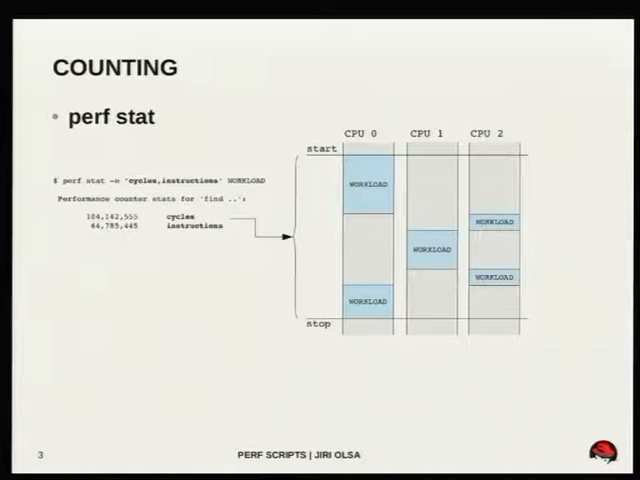 COUNTING
• perf stat
$ perf stat -e 'cycles,instructions' WORKLOAD
Performance counter stats for 'find ..':
104,142,555 cycles
64,785,445 instructions
CPU 0 CPU 1 CPU 2
start
WORKLOAD
WORKLOAD
WORKLOAD
WORKLOAD
WORKLOAD
stop
3 PERF SCRIPTS | JIRI OLSA